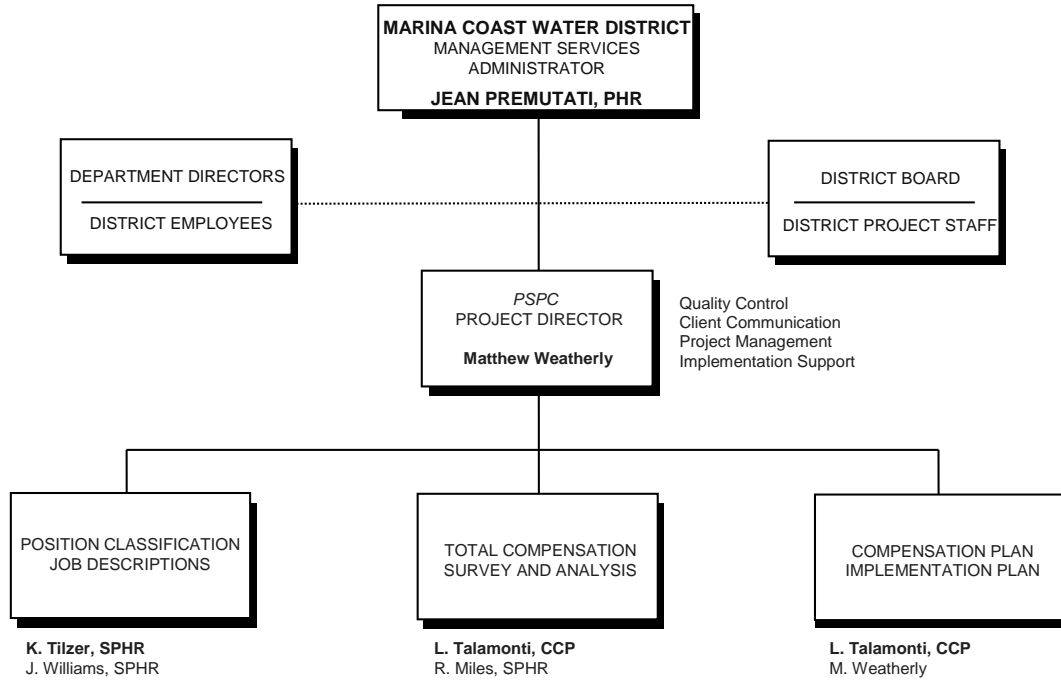 MARINA COAST WATER DISTRICT
MANAGEMENT SERVICES
ADMINISTRATOR
JEAN PREMUTATI, PHR
DEPARTMENT DIRECTORS
DISTRICT EMPLOYEES
DISTRICT BOARD
DISTRICT PROJECT STAFF
PSPC
PROJECT DIRECTOR
Matthew Weatherly
Quality Control
Client Communication
Project Management
Implementation Support
POSITION CLASSIFICATION
JOB DESCRIPTIONS
K. Tilzer, SPHR
J. Williams, SPHR
TOTAL COMPENSATION
SURVEY AND ANALYSIS
L. Talamonti, CCP
R. Miles, SPHR
COMPENSATION PLAN
IMPLEMENTATION PLAN
L. Talamonti, CCP
M. Weatherly